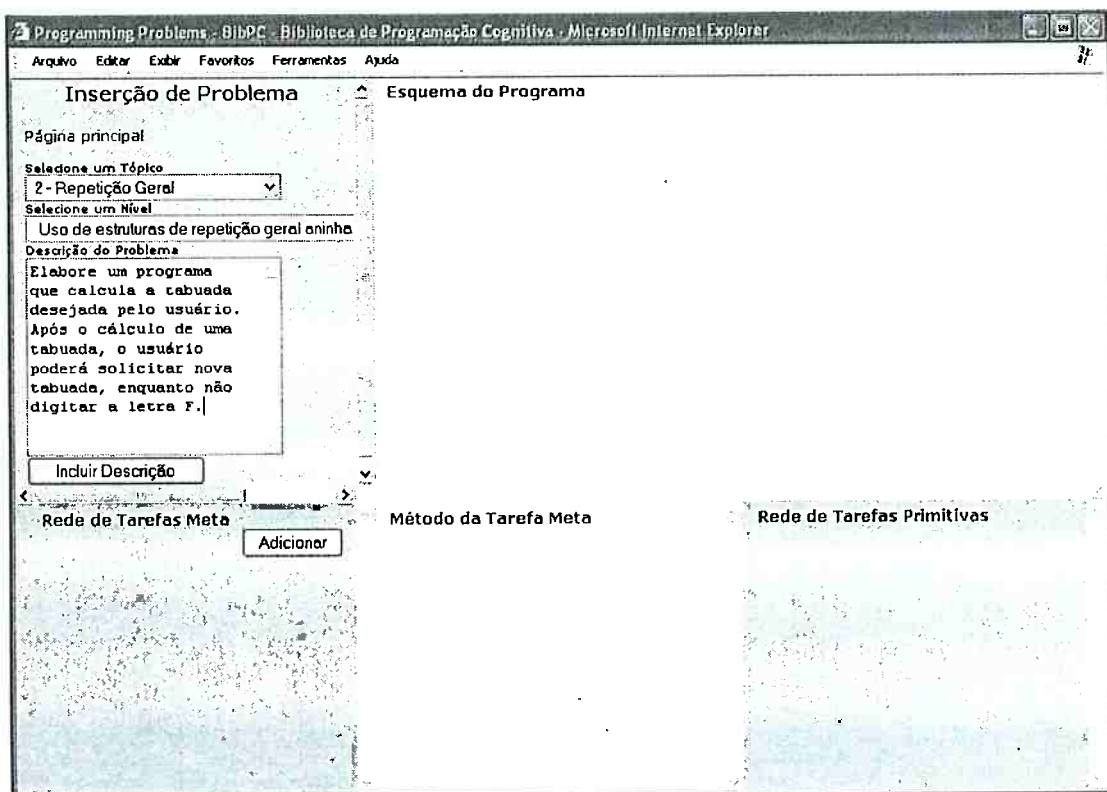 Programming Problems - BibPC - Biblioteca de Programação Cognitiva - Microsoft Internet Explorer
Arquivo Editar Exibir Favoritos Ferramentas Ajuda
Inserção de Problema
Página principal
Selecione um Tópico
2 - Repetição Geral
Selecione um Nível
Uso de estruturas de repetição geral aninha
Descrição do Problema
Elabore um programa
que calcula a tabuada
desejada pelo usuário.
Após o cálculo de uma
tabuada, o usuário
poderá solicitar nova
tabuada, enquanto não
digitar a letra F.
Incluir Descrição
Esquema do Programa
Rede de Tarefas Meta
Adicionar
Método da Tarefa Meta
Rede de Tarefas Primitivas